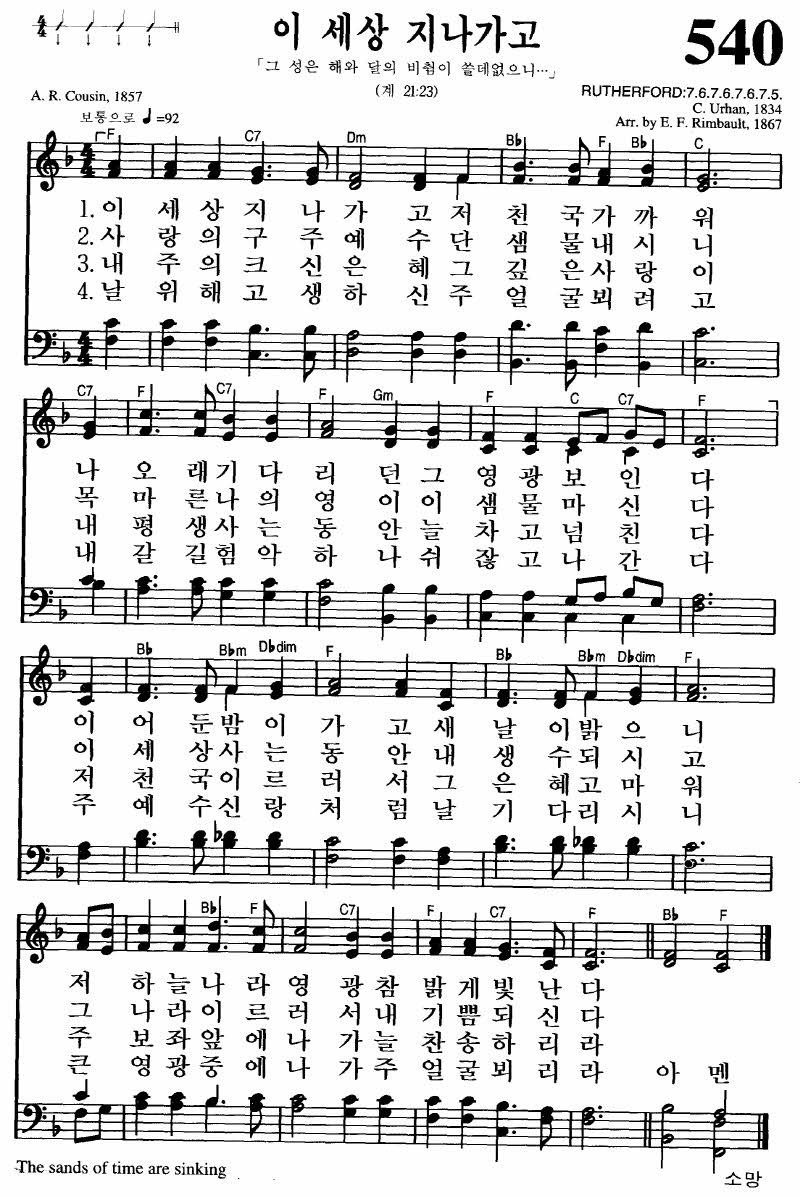 이 세상 지나가고
540
「그 성은 해와 달의 비췸이 쓸데없으니…」
(계 21:23)
A. R. Cousin, 1857
RUTHERFORD:7.6.7.6.7.6.7.5.
C. Urhan, 1834
보통으로 ♩=92
Arr. by E. F. Rimbault, 1867
F C7 Dm B♭ F B♭ C
1. 이 세상지나가고저천국가까워
2. 사랑의구주예수단샘물내시니
3. 내주의크신은혜그깊은사랑이
4. 날위해고생하신주얼굴뵈려고
C7 F C7 F Gm F C C7 F
나오래기다리던그영광보인다
목마른나의영이이샘물마신다
내평생사는동안늘차고넘친다
내갈길험악하나쉬잖고나간다
B♭ B♭m D♭dim F B♭ B♭m D♭dim F
이어둔밤이가고새날이밝으니
이세상사는동안내생수되시고
저천국이르러서그은혜고마워
주예수신랑처럼날기다리시니
B♭ F C7 F C7 F B♭ F
저하늘나라영광참밝게빛난다
그나라이르러서내기쁨되신다
주보좌앞에나가늘찬송하리라
큰영광중에나가주얼굴뵈리라 아멘
The sands of time are sinking
소망